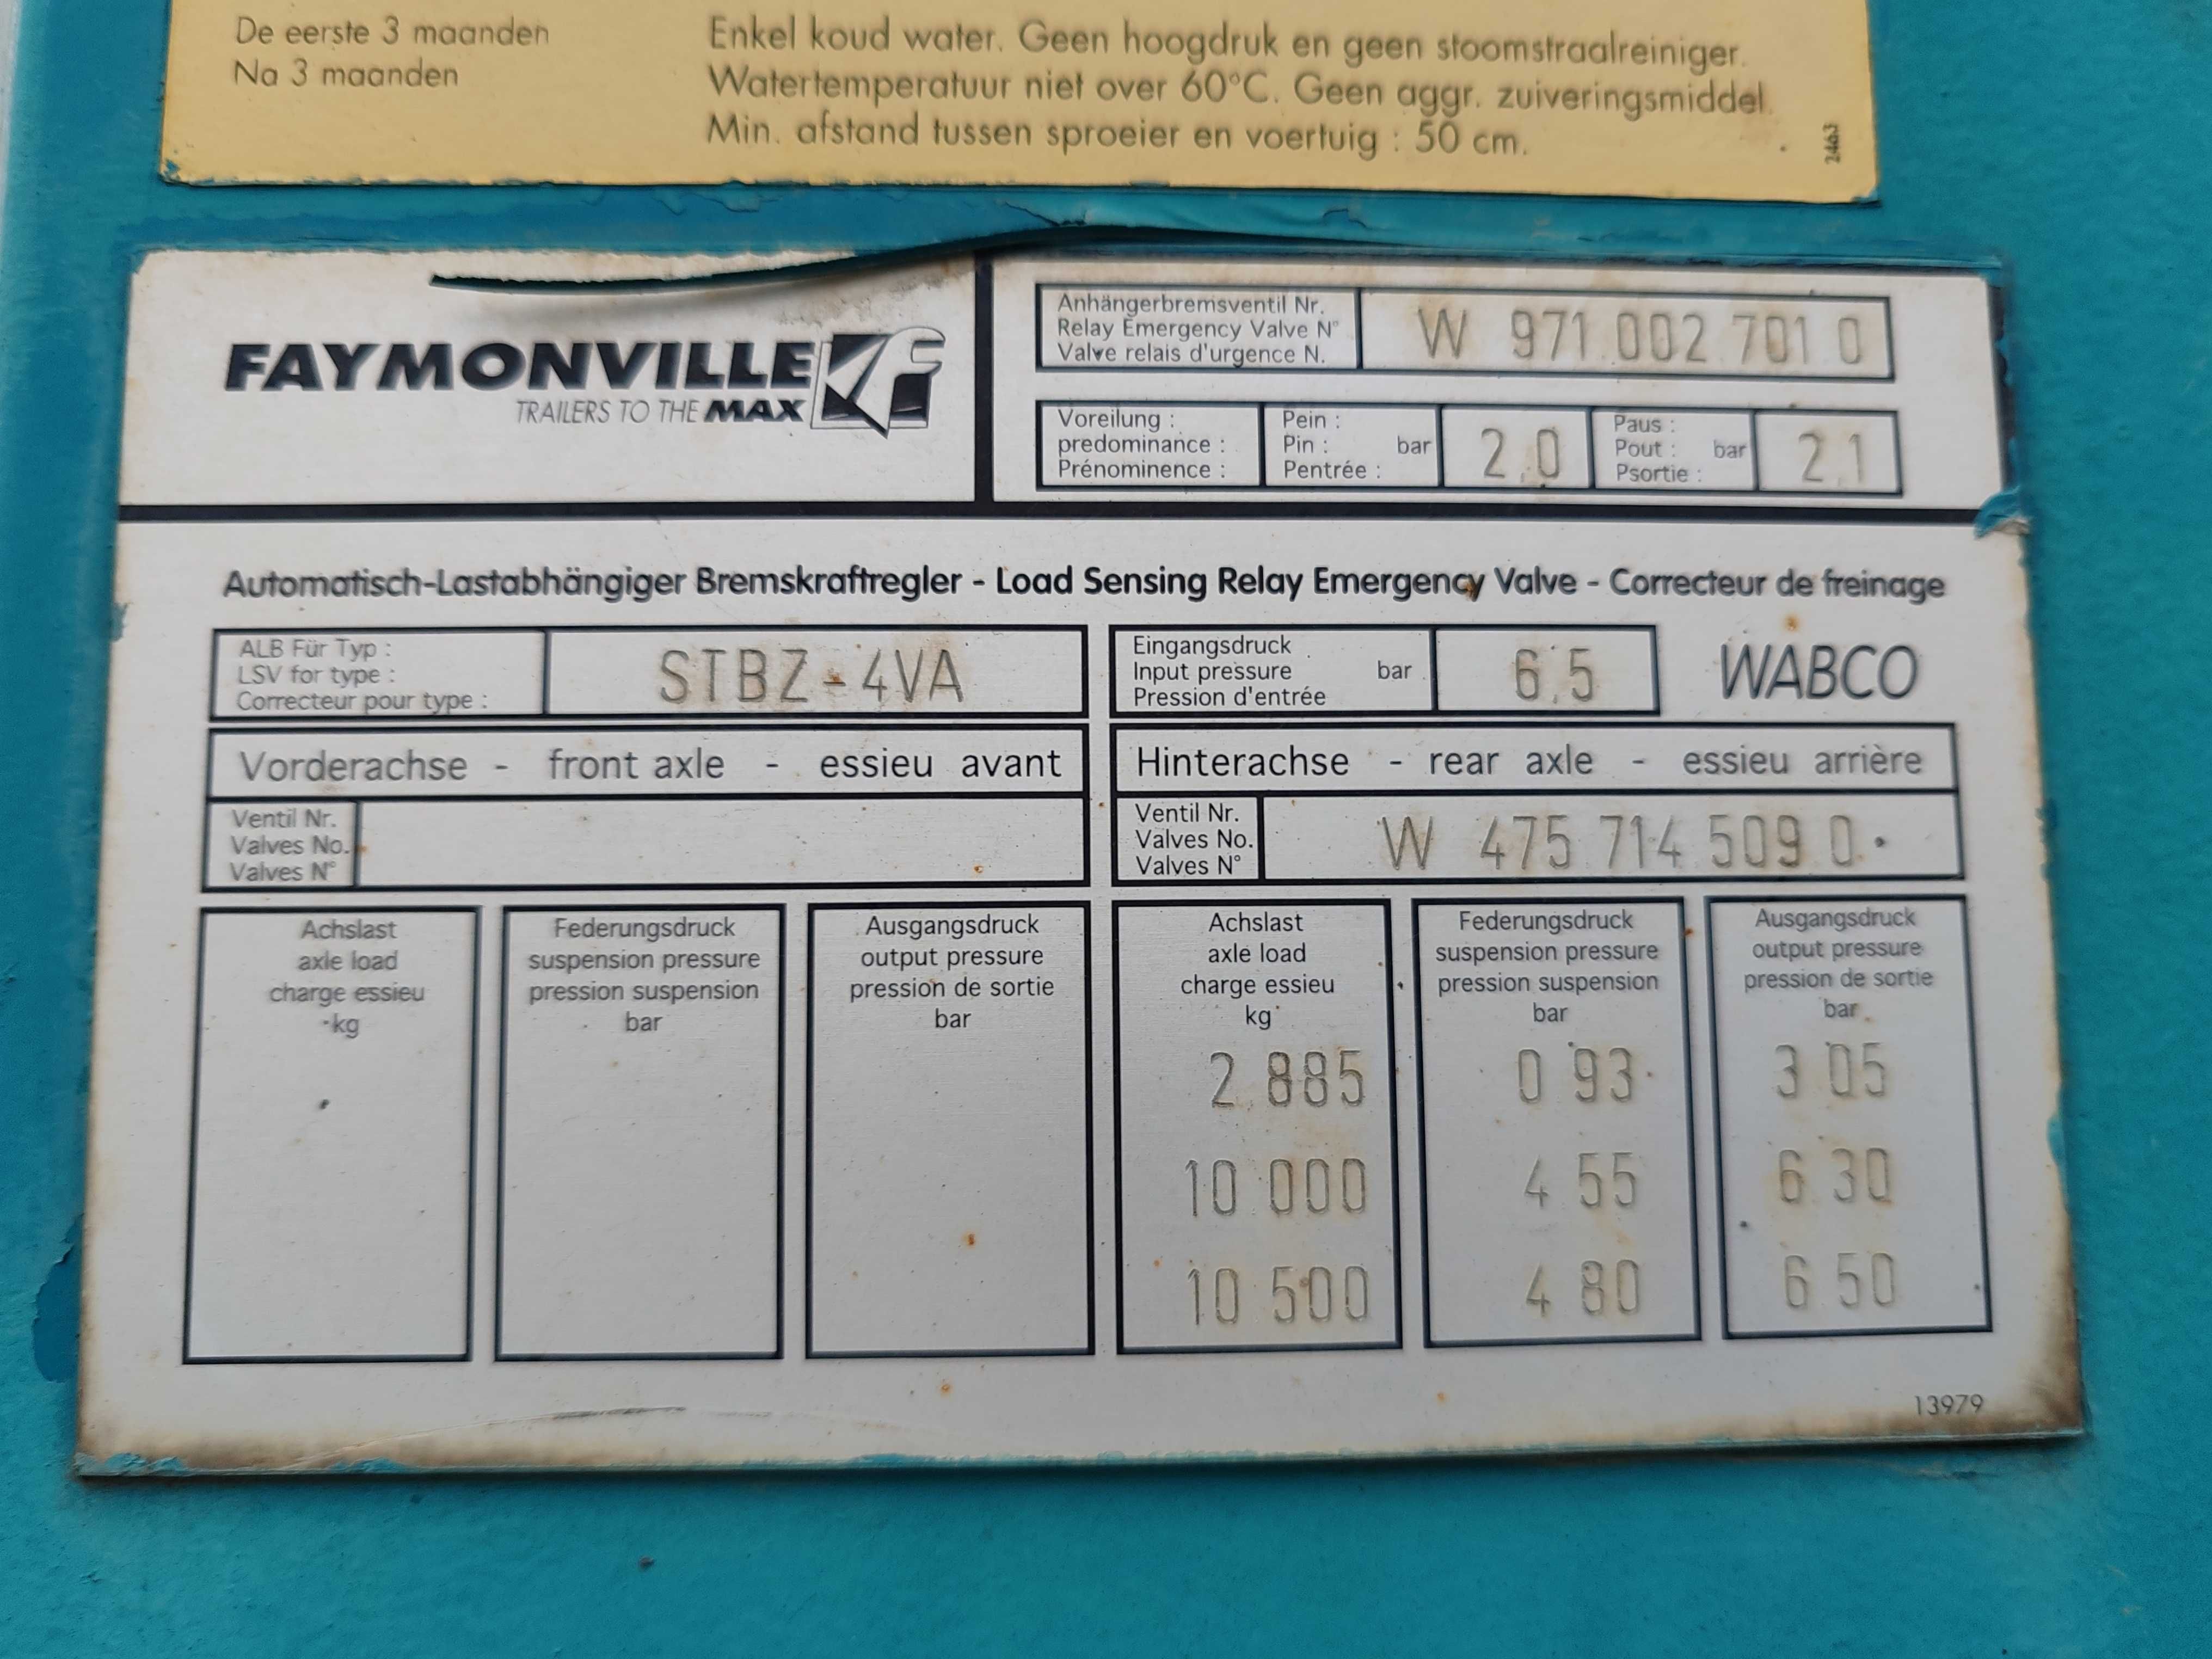 De eerste 3 maanden Enkel koud water. Geen hoogdruk en geen stoomstraalreiniger.
Na 3 maanden Watertemperatuur niet over 60°C. Geen aggr. zuiveringsmiddel.
Min. afstand tussen sproeier en voertuig : 50 cm.
2463
FAYMONVILLE
TRAILERS TO THE MAX
Anhängerbremsventil Nr.
Relay Emergency Valve N°
Valve relais d'urgence N.
W 971 002 701 0
Voreilung :
predominance :
Prénominence :
Pein :
Pin : bar
Pentrée :
2,0
Paus :
Pout : bar
Psortie :
2 1
Automatisch-Lastabhängiger Bremskraftregler - Load Sensing Relay Emergency Valve - Correcteur de freinage
ALB Für Typ :
LSV for type :
Correcteur pour type :
STBZ-4VA
Eingangsdruck
Input pressure bar
Pression d'entrée
6,5
WABCO
Vorderachse - front axle - essieu avant
Ventil Nr.
Valves No.
Valves N°
Achslast
axle load
charge essieu
kg
Federungsdruck
suspension pressure
pression suspension
bar
Ausgangsdruck
output pressure
pression de sortie
bar
Hinterachse - rear axle - essieu arrière
Ventil Nr.
Valves No.
Valves N°
W 475 714 509 0
Achslast
axle load
charge essieu
kg
Federungsdruck
suspension pressure
pression suspension
bar
Ausgangsdruck
output pressure
pression de sortie
bar
2 885 0 93 3 05
10 000 4 55 6 30
10 500 4 80 6 50
13979